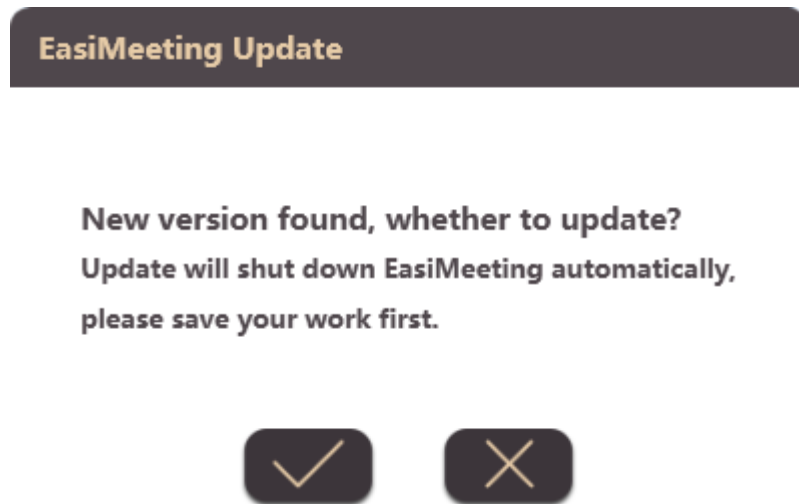 EasiMeeting Update
New version found, whether to update?
Update will shut down EasiMeeting automatically,
please save your work first.